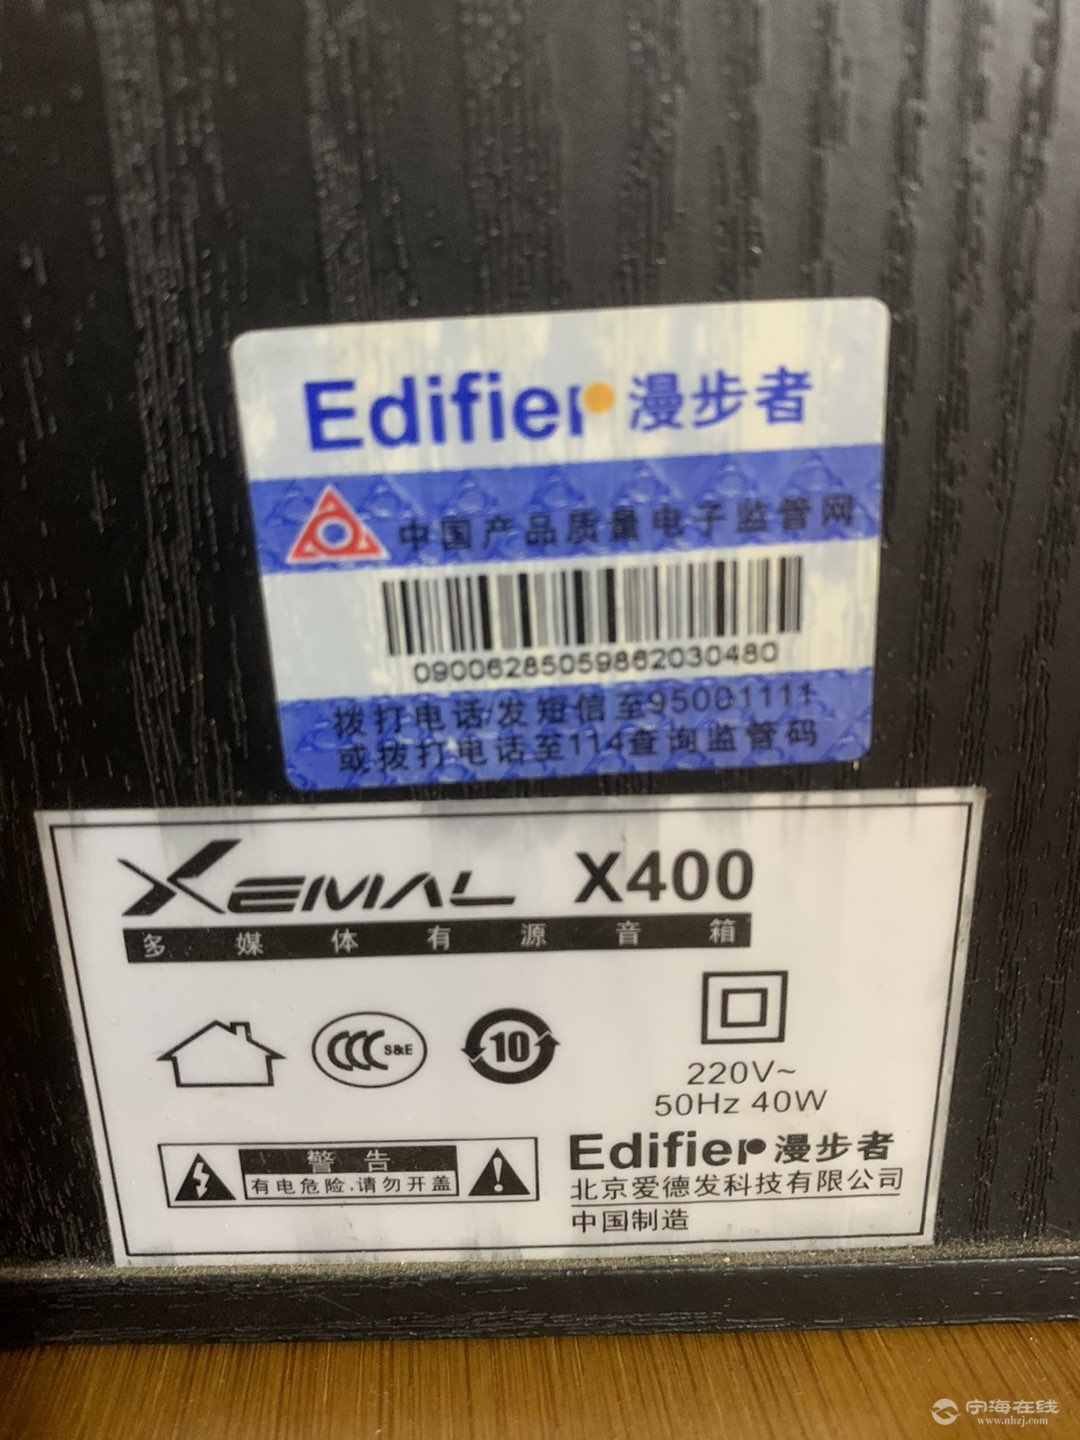 Edifier 漫步者
中国产品质量电子监管网
09006285059862030480
拨打电话/发短信至95001111
或拨打电话至114查询监管码
XEMAL X400
多媒体有源音箱
CCC S&E
10
220V~
50Hz 40W
警告
有电危险,请勿开盖
Edifier 漫步者
北京爱德发科技有限公司
中国制造
宁海在线
www.nhzj.com